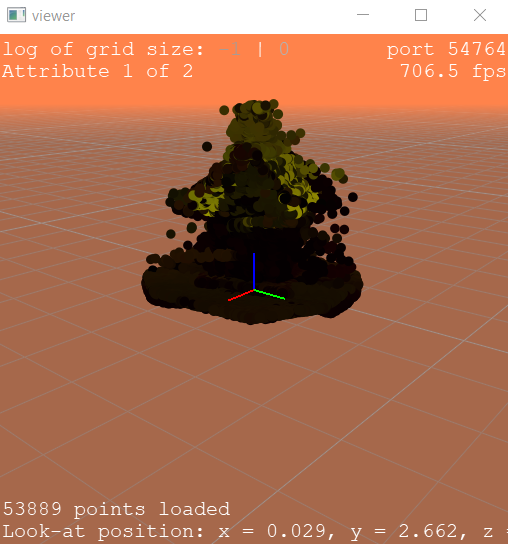 viewer
log of grid size: 1 | 0
port 54764
Attribute 1 of 2
706.5 fps
53889 points loaded
Look-at position: x = 0.029, y = 2.662, z =